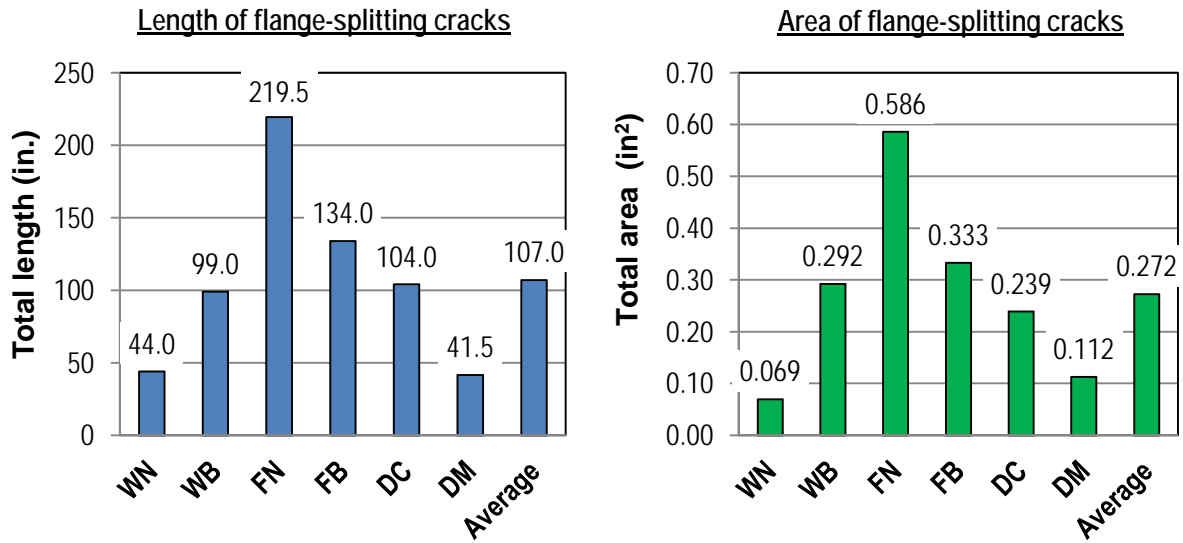 Length of flange-splitting cracks
Total length (in.)
250
200
150
100
50
0
44.0
99.0
219.5
134.0
104.0
41.5
107.0
WN
WB
FN
FB
DC
DM
Average
Area of flange-splitting cracks
Total area (in²)
0.70
0.60
0.50
0.40
0.30
0.20
0.10
0.00
0.069
0.292
0.586
0.333
0.239
0.112
0.272
WN
WB
FN
FB
DC
DM
Average